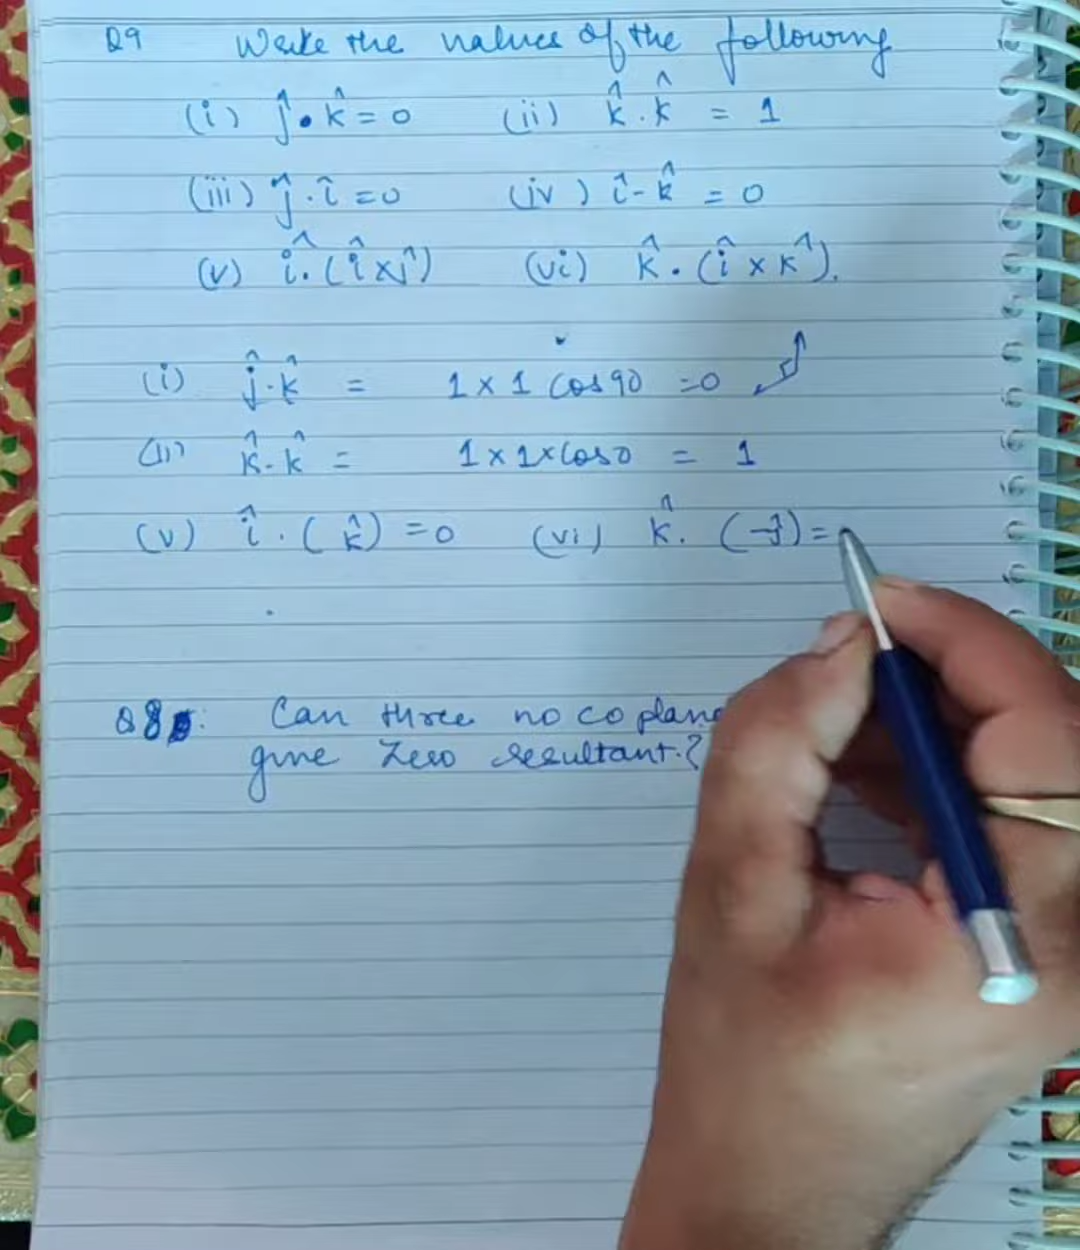 Q9 Write the values of the following
(i) ĵ • k̂ = 0 (ii) k̂ . k̂ = 1
(iii) ĵ . î = 0 (iv) î - k̂ = 0
(v) î . (î x ĵ) (vi) k̂ . (î x k̂).
(i) ĵ . k̂ = 1 x 1 Cos 90 = 0
(ii) k̂ - k̂ = 1 x 1 x Cos 0 = 1
(v) î . ( k̂ ) = 0 (vi) k̂ . (-ĵ) =
Q8 : Can three no coplana
give Zero resultant.?